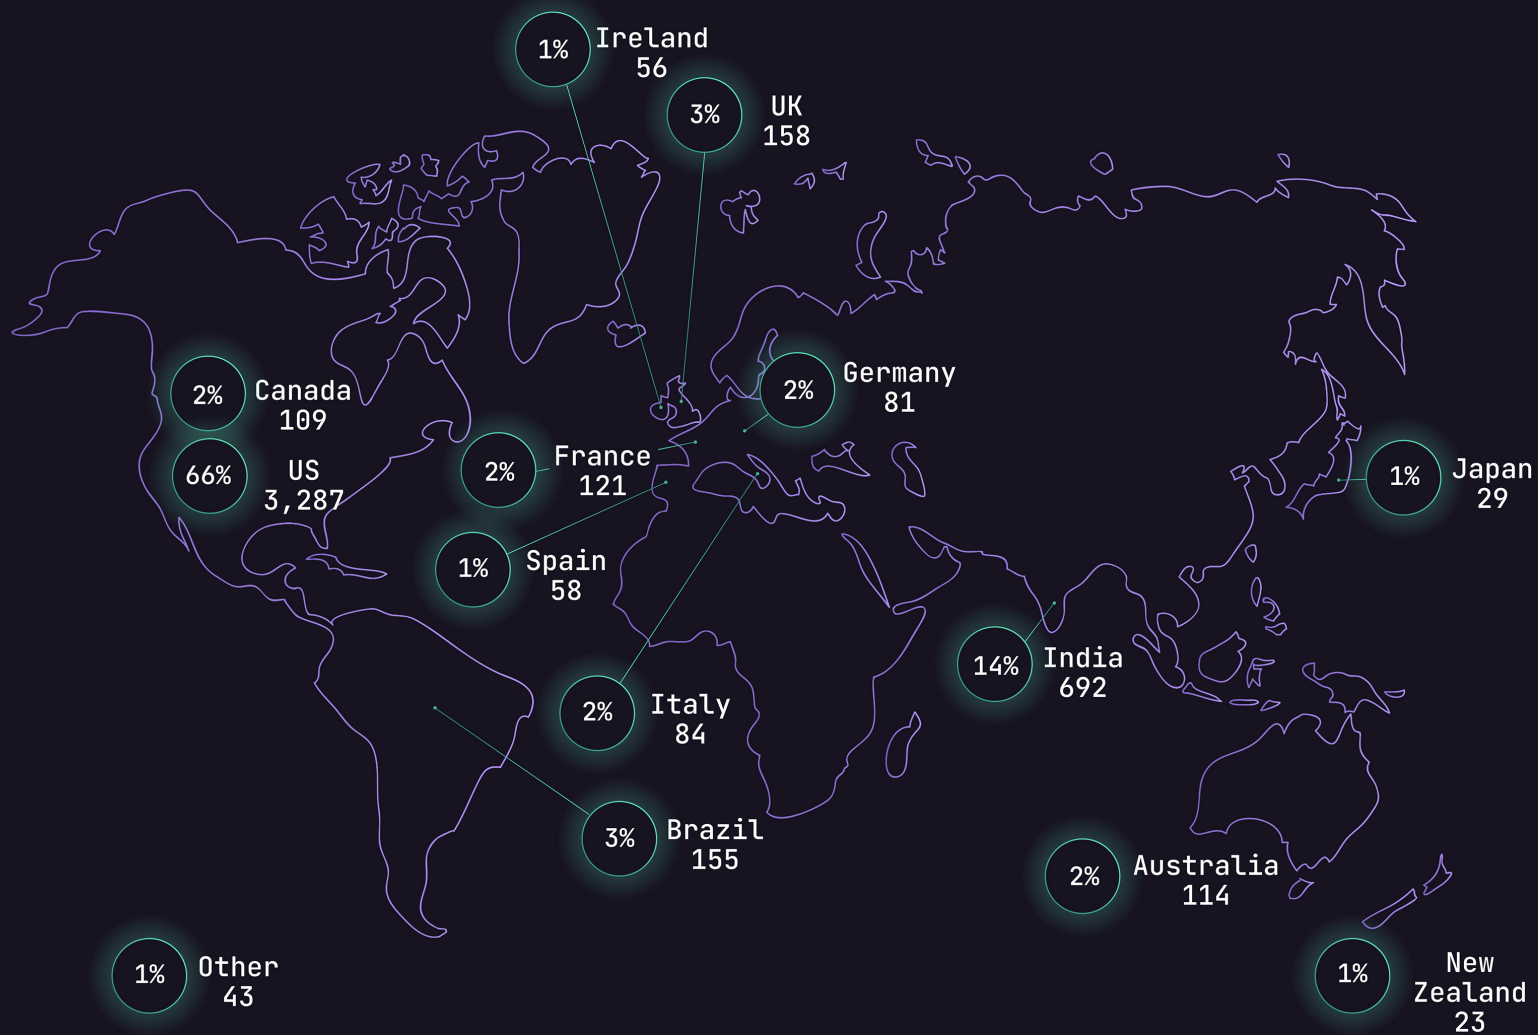 1%
Ireland
56
3%
UK
158
2%
Canada
109
2%
Germany
81
66%
US
3,287
2%
France
121
1%
Japan
29
1%
Spain
58
14%
India
692
2%
Italy
84
3%
Brazil
155
2%
Australia
114
1%
Other
43
1%
New
Zealand
23